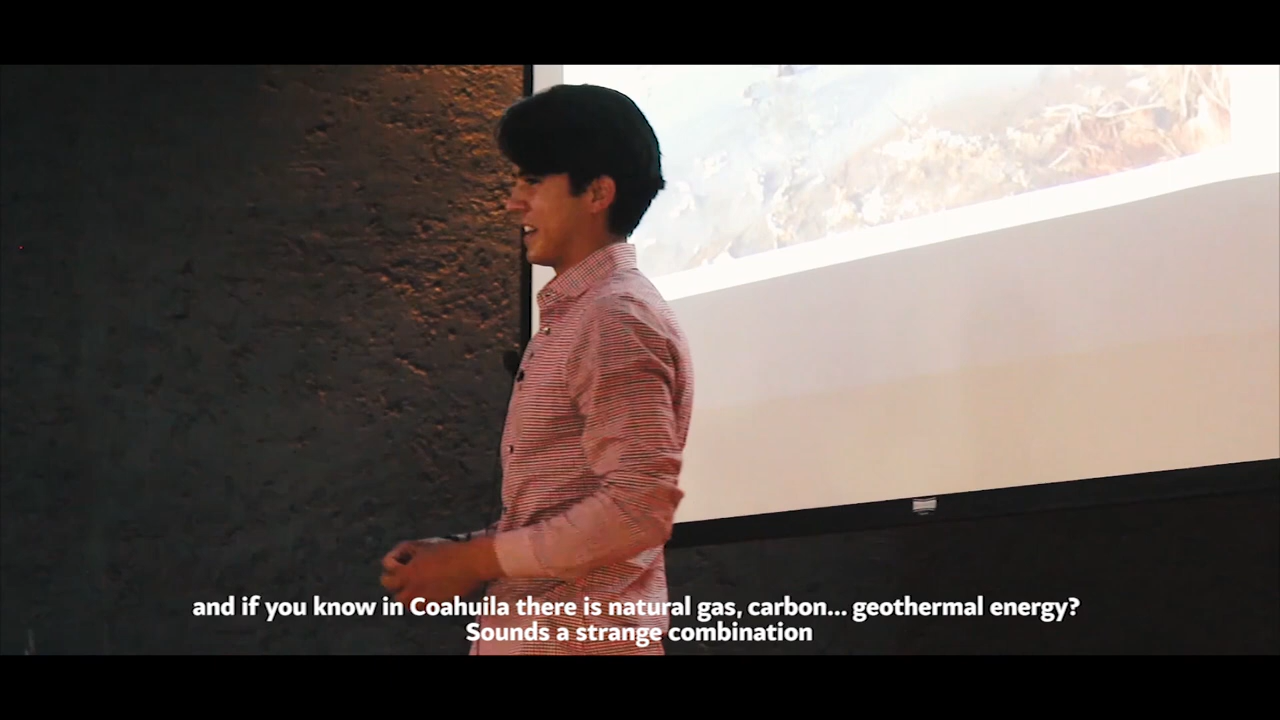 and if you know in Coahuila there is natural gas, carbon... geothermal energy?
Sounds a strange combination